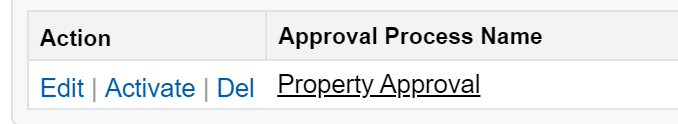 Action Approval Process Name
Edit | Activate | Del Property Approval